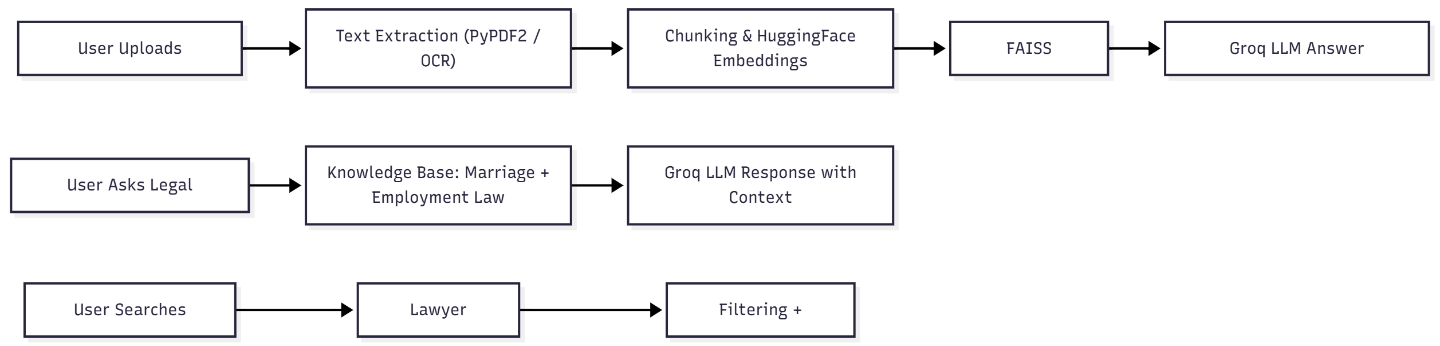 User Uploads
Text Extraction (PyPDF2 /
OCR)
Chunking & HuggingFace
Embeddings
FAISS
Groq LLM Answer
User Asks Legal
Knowledge Base: Marriage +
Employment Law
Groq LLM Response with
Context
User Searches
Lawyer
Filtering +